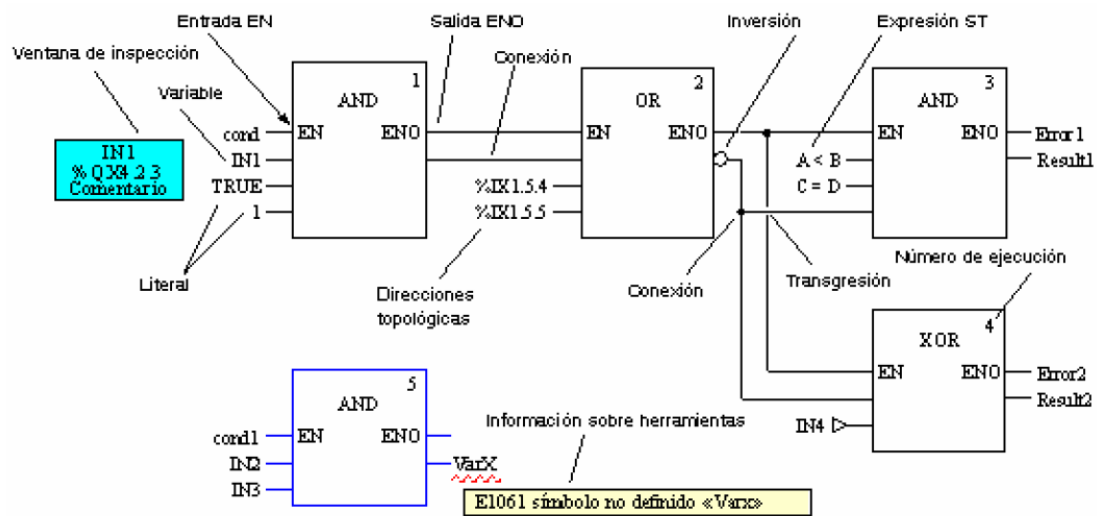 Entrada EN
Salida ENO
Inversión
Expresión ST
Ventana de inspección
Conexión
Variable
1
AND
EN
ENO
2
OR
EN
ENO
3
AND
EN
ENO
cond
IN1
TRUE
1
IN1
%QX4.2.3
Comentario
%IX1.5.4
%IX1.5.5
A < B
C = D
Error1
Result1
Literal
Direcciones
topológicas
Conexión
Transgresión
Número de ejecución
4
XOR
EN
ENO
IN4
Error2
Result2
5
AND
EN
ENO
cond1
IN2
IN3
VarX
Información sobre herramientas
E1061 símbolo no definido «Varx»